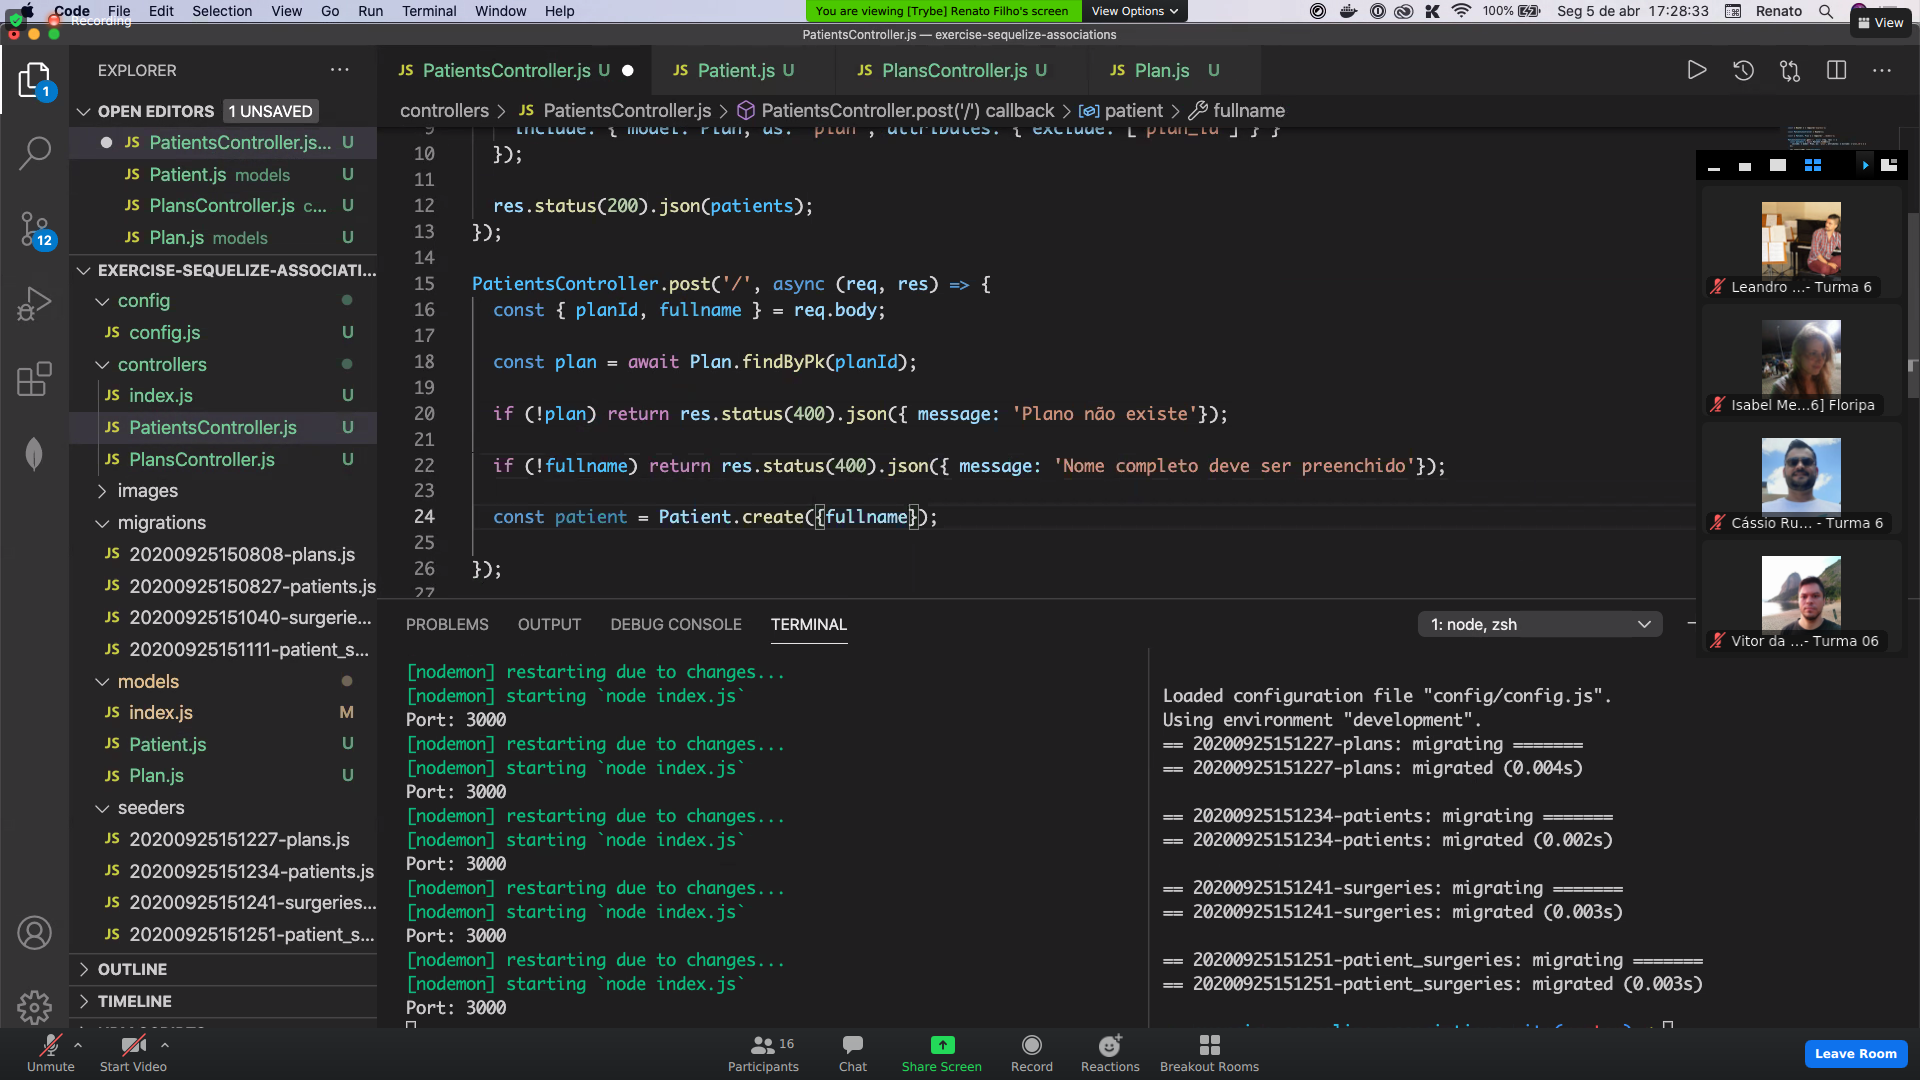 Code File Edit Selection View Go Run Terminal Window Help
Recording
You are viewing [Trybe] Renato Filho's screen
View Options
100%
Seg 5 de abr 17:28:33
Renato
View
PatientsController.js — exercise-sequelize-associations
EXPLORER
1
12
OPEN EDITORS 1 UNSAVED
JS PatientsController.js... U
JS Patient.js models U
JS PlansController.js c... U
JS Plan.js models U
EXERCISE-SEQUELIZE-ASSOCIATI...
config
JS config.js U
controllers
JS index.js U
JS PatientsController.js U
JS PlansController.js U
images
migrations
JS 20200925150808-plans.js
JS 20200925150827-patients.js
JS 20200925151040-surgerie...
JS 20200925151111-patient_s...
models
JS index.js M
JS Patient.js U
JS Plan.js U
seeders
JS 20200925151227-plans.js
JS 20200925151234-patients.js
JS 20200925151241-surgeries...
JS 20200925151251-patient_s...
OUTLINE
TIMELINE
JS PatientsController.js U
JS Patient.js U
JS PlansController.js U
JS Plan.js U
controllers > JS PatientsController.js > PatientsController.post('/') callback > patient > fullname
9 include: { model: Plan, as: 'plan', attributes: { exclude: ['plan_id'] } }
10 });
11
12 res.status(200).json(patients);
13 });
14
15 PatientsController.post('/', async (req, res) => {
16 const { planId, fullname } = req.body;
17
18 const plan = await Plan.findByPk(planId);
19
20 if (!plan) return res.status(400).json({ message: 'Plano não existe'});
21
22 if (!fullname) return res.status(400).json({ message: 'Nome completo deve ser preenchido'});
23
24 const patient = Patient.create({fullname});
25
26 });
27
PROBLEMS OUTPUT DEBUG CONSOLE TERMINAL
1: node, zsh
[nodemon] restarting due to changes...
[nodemon] starting `node index.js`
Port: 3000
[nodemon] restarting due to changes...
[nodemon] starting `node index.js`
Port: 3000
[nodemon] restarting due to changes...
[nodemon] starting `node index.js`
Port: 3000
[nodemon] restarting due to changes...
[nodemon] starting `node index.js`
Port: 3000
[nodemon] restarting due to changes...
[nodemon] starting `node index.js`
Port: 3000
Loaded configuration file "config/config.js".
Using environment "development".
== 20200925151227-plans: migrating =======
== 20200925151227-plans: migrated (0.004s)
== 20200925151234-patients: migrating =======
== 20200925151234-patients: migrated (0.002s)
== 20200925151241-surgeries: migrating =======
== 20200925151241-surgeries: migrated (0.003s)
== 20200925151251-patient_surgeries: migrating =======
== 20200925151251-patient_surgeries: migrated (0.003s)
Leandro ...- Turma 6
Isabel Me...6] Floripa
Cássio Ru... - Turma 6
Vitor da ...- Turma 06
Unmute
Start Video
16
Participants
Chat
Share Screen
Record
Reactions
Breakout Rooms
Leave Room